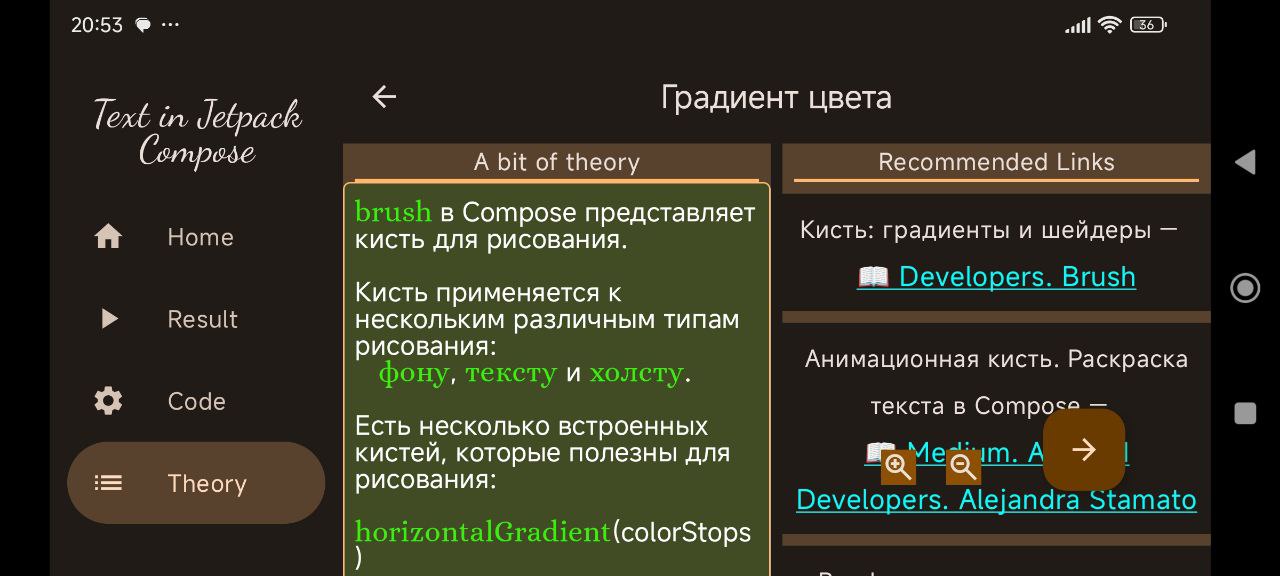 20:53
36
Text in Jetpack
Compose
Home
Result
Code
Theory
Градиент цвета
A bit of theory
brush в Compose представляет
кисть для рисования.
Кисть применяется к
нескольким различным типам
рисования:
фону, тексту и холсту.
Есть несколько встроенных
кистей, которые полезны для
рисования:
horizontalGradient(colorStops
)
Recommended Links
Кисть: градиенты и шейдеры —
📖 Developers. Brush
Анимационная кисть. Раскраска
текста в Compose —
📖 Medium.
Developers. Alejandra Stamato